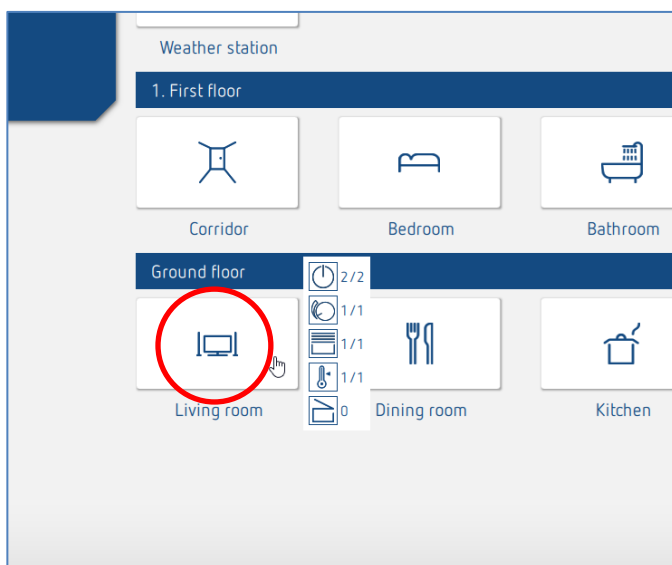 Weather station
1. First floor
Corridor
Bedroom
Bathroom
Ground floor
2/2
1/1
1/1
1/1
0
Living room
Dining room
Kitchen